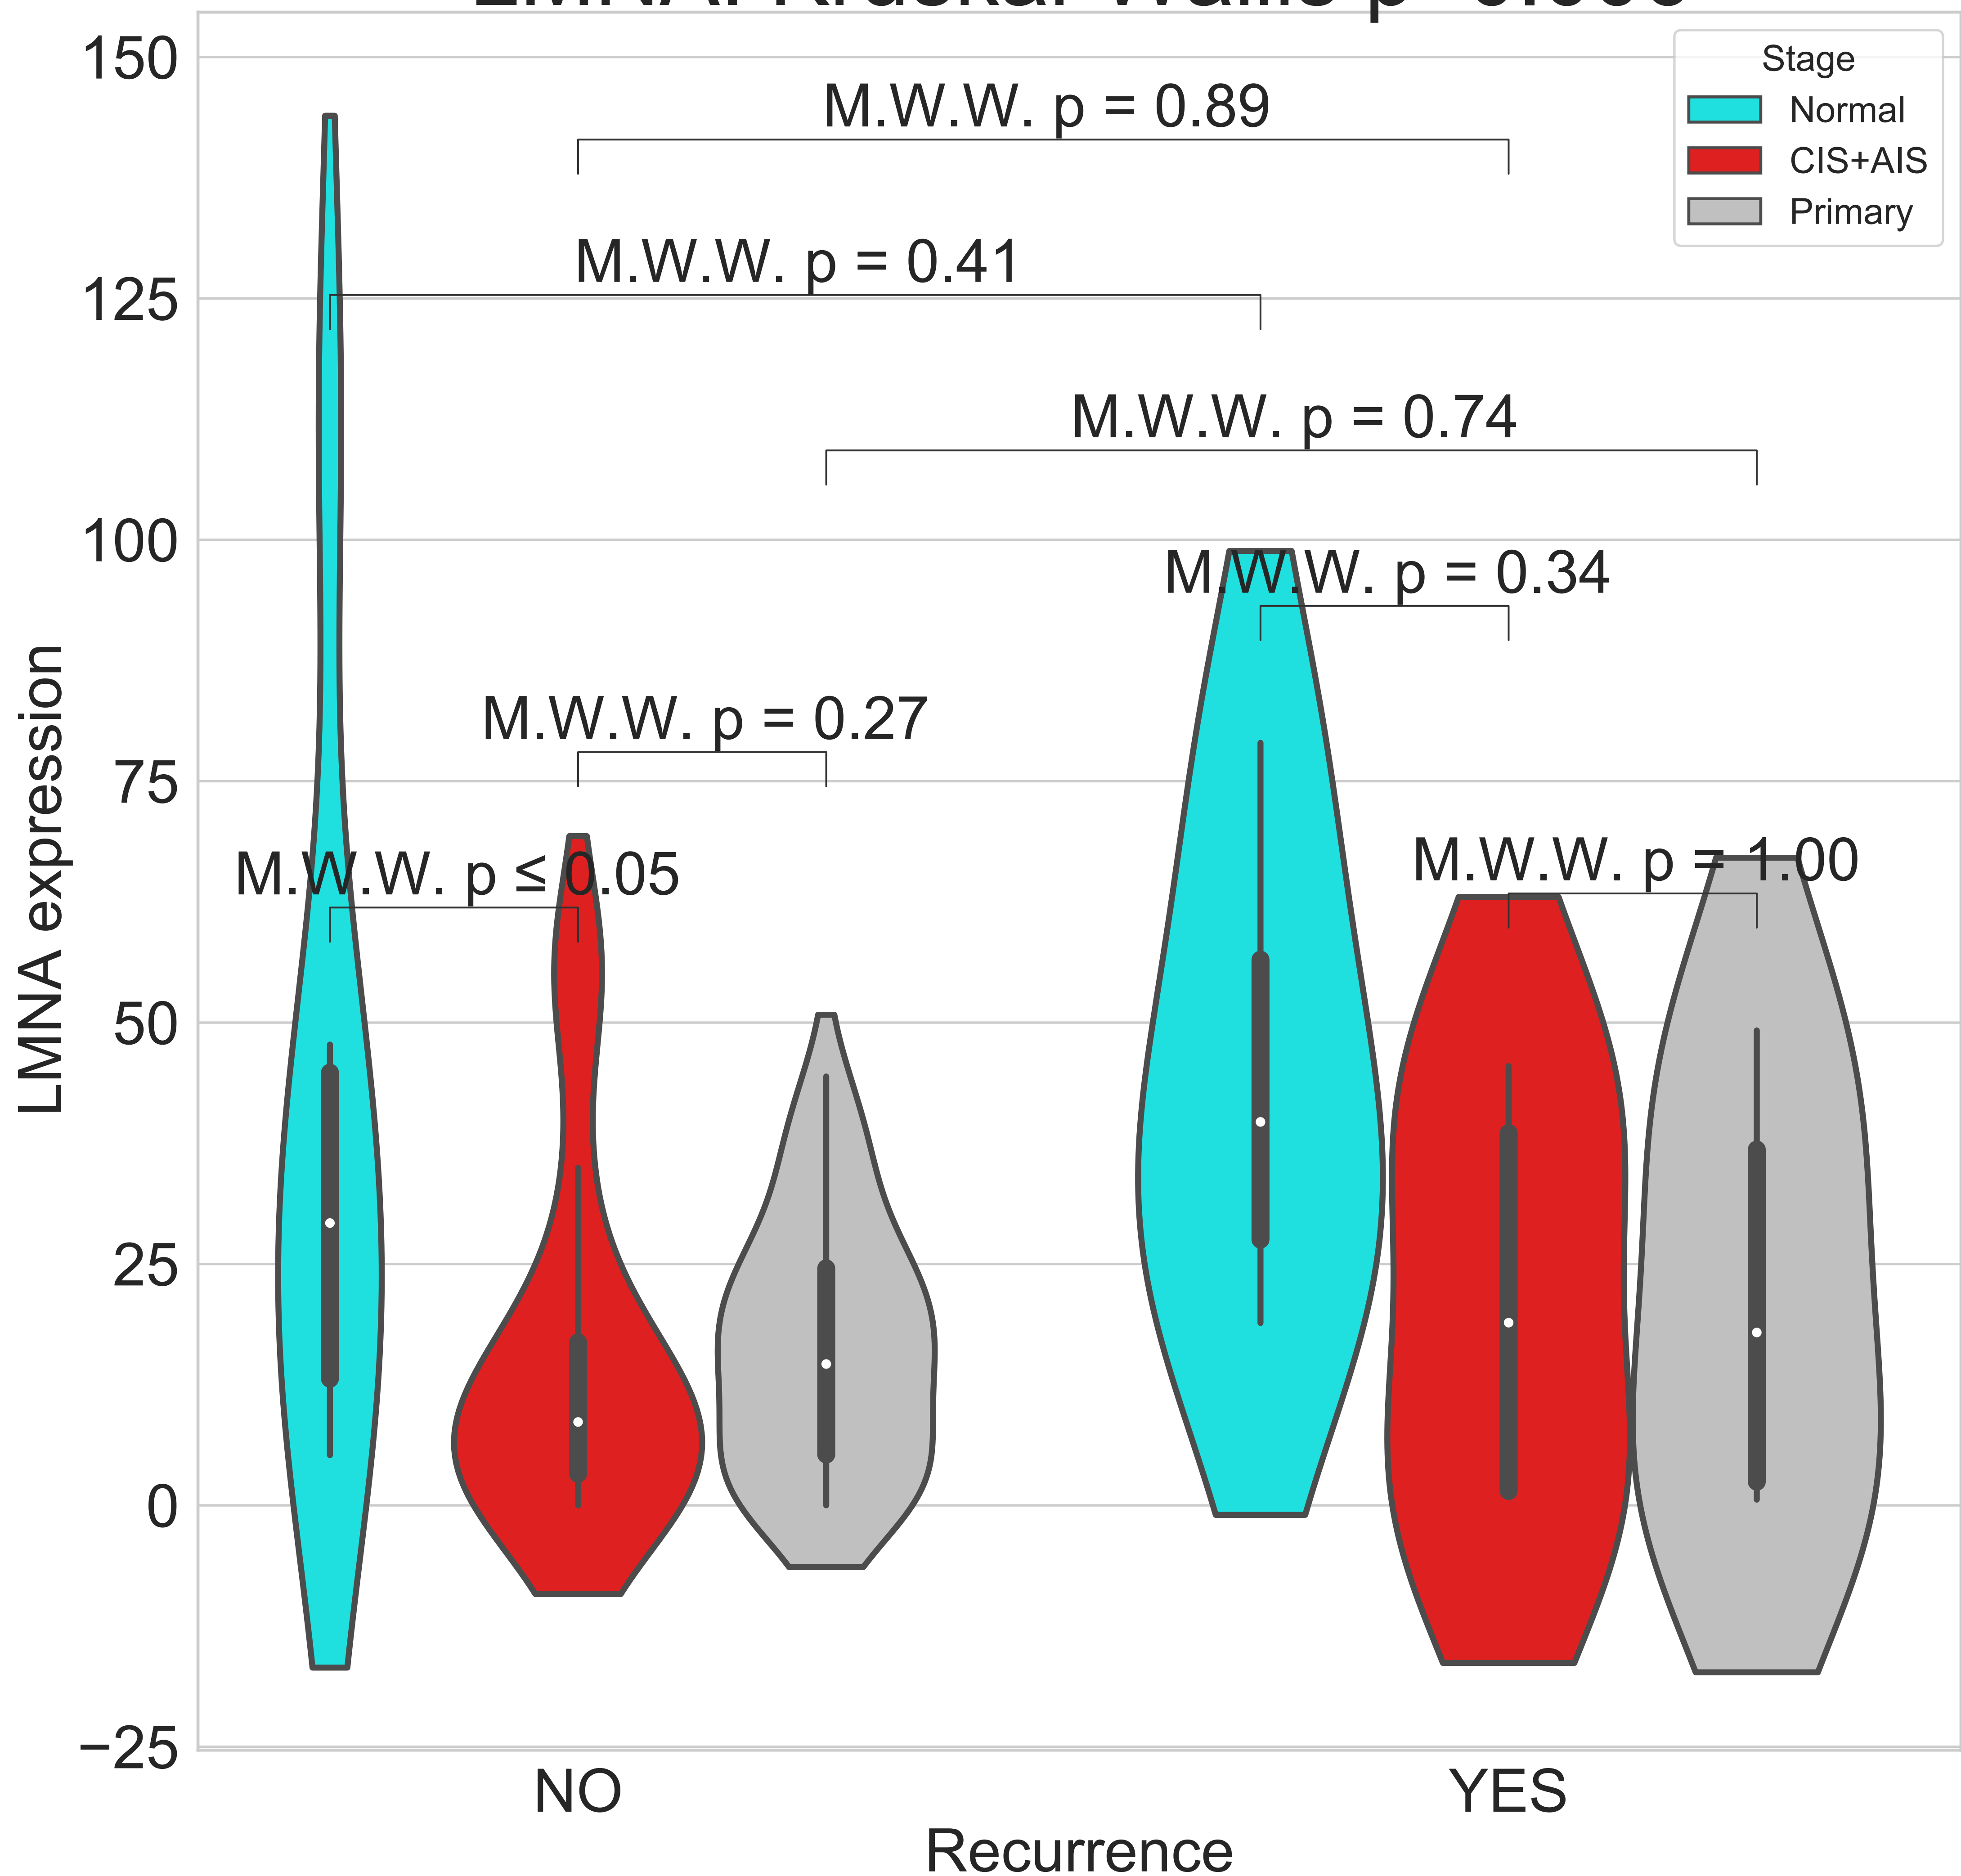 150
125
100
75
50
25
0
−25
LMNA expression
Stage
Normal
CIS+AIS
Primary
M.W.W. p = 0.89
M.W.W. p = 0.41
M.W.W. p = 0.74
M.W.W. p = 0.34
M.W.W. p = 0.27
M.W.W. p ≤ 0.05
M.W.W. p = 1.00
NO
YES
Recurrence